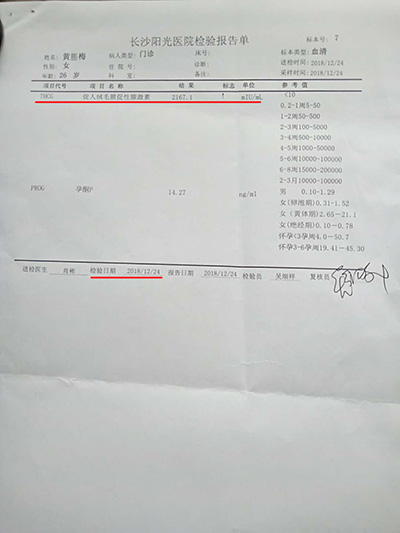 长沙阳光医院检验报告单
标本号: 7
姓名: 黄 梅 病人类型: 门诊 床号: 标本类型: 血清
性别: 女 住院号: 诊断: 送检时间: 2018/12/24
年龄: 26 岁 科 室: 备注: 采样时间: 2018/12/24
项目代号 项 目 名 称 结 果 标志 单位 参 考 值
THCG 绒毛膜促性腺激素 2167.1 ↑ mIU/mL <10
0.2-1周5-50
1-2周50-500
2-3周100-5000
3-4周500-10000
4-5周1000-50000
5-6周10000-100000
6-8周15000-200000
2-3月10000-100000
PROG 孕酮P 14.27 ng/ml 男 0.10-1.29
女(卵泡期)0.31-1.52
女(黄体期)2.65-21.1
女(绝经期)0.10-0.78
怀孕<3孕周4.0-50.7
怀孕3-6孕周19.41-45.30
送检医生 肖彬 检验日期 2018/12/24 报告日期 2018/12/24 检验员 复核员